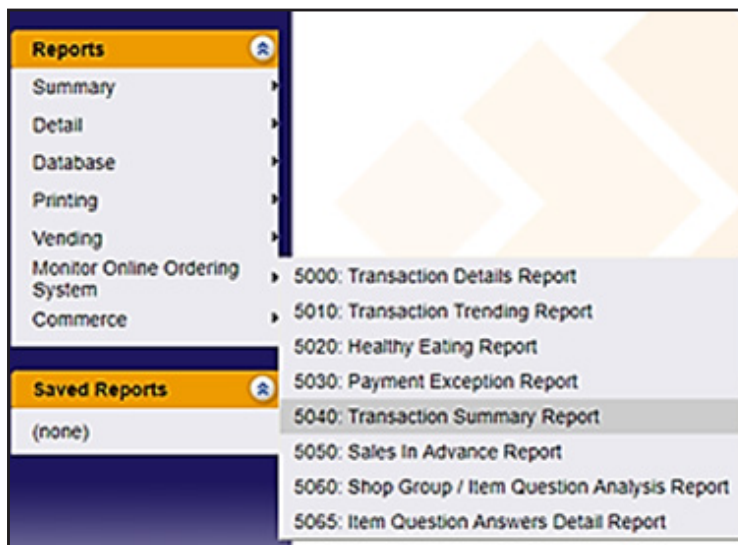 Reports
Summary
Detail
Database
Printing
Vending
Monitor Online Ordering
System
Commerce
5000: Transaction Details Report
5010: Transaction Trending Report
5020: Healthy Eating Report
5030: Payment Exception Report
5040: Transaction Summary Report
5050: Sales In Advance Report
5060: Shop Group / Item Question Analysis Report
5065: Item Question Answers Detail Report
Saved Reports
(none)